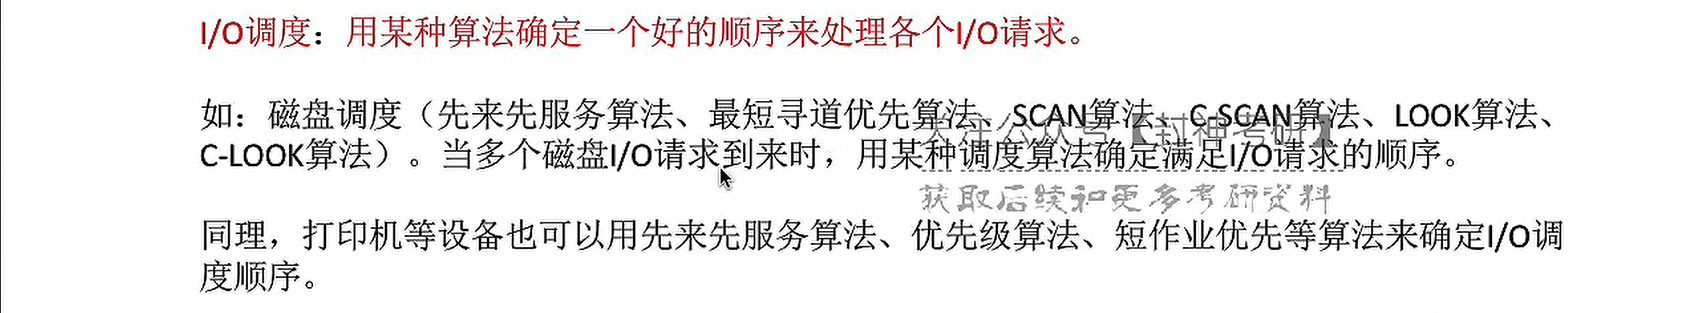 I/O调度：用某种算法确定一个好的顺序来处理各个I/O请求。
如：磁盘调度（先来先服务算法、最短寻道优先算法、SCAN算法、C-SCAN算法、LOOK算法、
关注公众号【封神考研】
C-LOOK算法）。当多个磁盘I/O请求到来时，用某种调度算法确定满足I/O请求的顺序。
获取后续和更多考研资料
同理，打印机等设备也可以用先来先服务算法、优先级算法、短作业优先等算法来确定I/O调
度顺序。